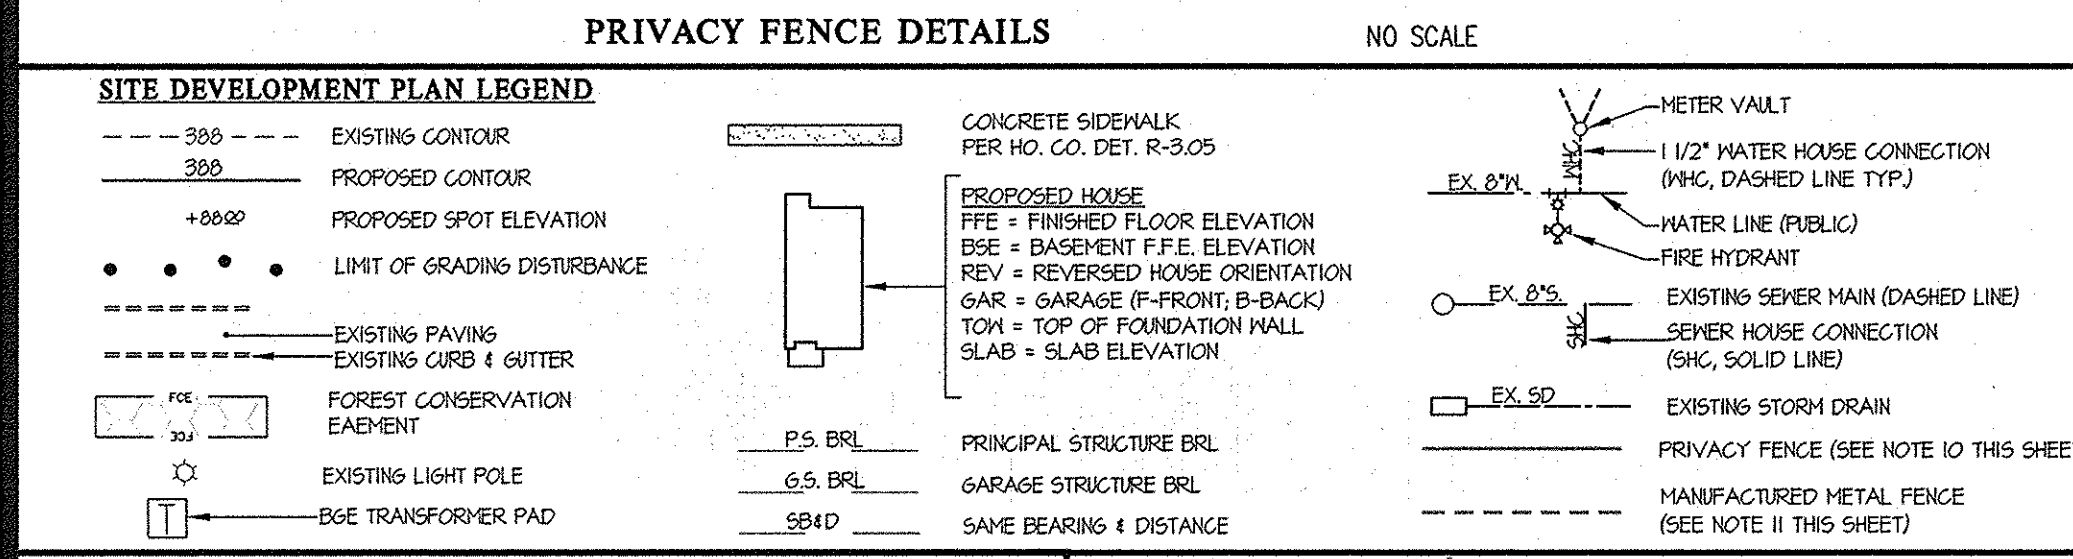 PRIVACY FENCE DETAILS
NO SCALE
SITE DEVELOPMENT PLAN LEGEND
388 EXISTING CONTOUR
388 PROPOSED CONTOUR
PROPOSED SPOT ELEVATION
LIMIT OF GRADING DISTURBANCE
EXISTING PAVING
EXISTING CURB & GUTTER
FCE
FCE
FOREST CONSERVATION
EAEMENT
EXISTING LIGHT POLE
T BGE TRANSFORMER PAD
CONCRETE SIDEWALK
PER HO. CO. DET. R-3.05
PROPOSED HOUSE
FFE = FINISHED FLOOR ELEVATION
BSE = BASEMENT F.F.E. ELEVATION
REV = REVERSED HOUSE ORIENTATION
GAR = GARAGE (F-FRONT; B-BACK)
TOW = TOP OF FOUNDATION WALL
SLAB = SLAB ELEVATION
P.S. BRL PRINCIPAL STRUCTURE BRL
G.S. BRL GARAGE STRUCTURE BRL
SB&D SAME BEARING & DISTANCE
METER VAULT
WHC
1 1/2" WATER HOUSE CONNECTION
(WHC, DASHED LINE TYP.)
EX. 8"W.
WATER LINE (PUBLIC)
FIRE HYDRANT
EX. 8"S. EXISTING SEWER MAIN (DASHED LINE)
SHC
SEWER HOUSE CONNECTION
(SHC, SOLID LINE)
EX. SD EXISTING STORM DRAIN
PRIVACY FENCE (SEE NOTE 10 THIS SHEE
MANUFACTURED METAL FENCE
(SEE NOTE 11 THIS SHEET)